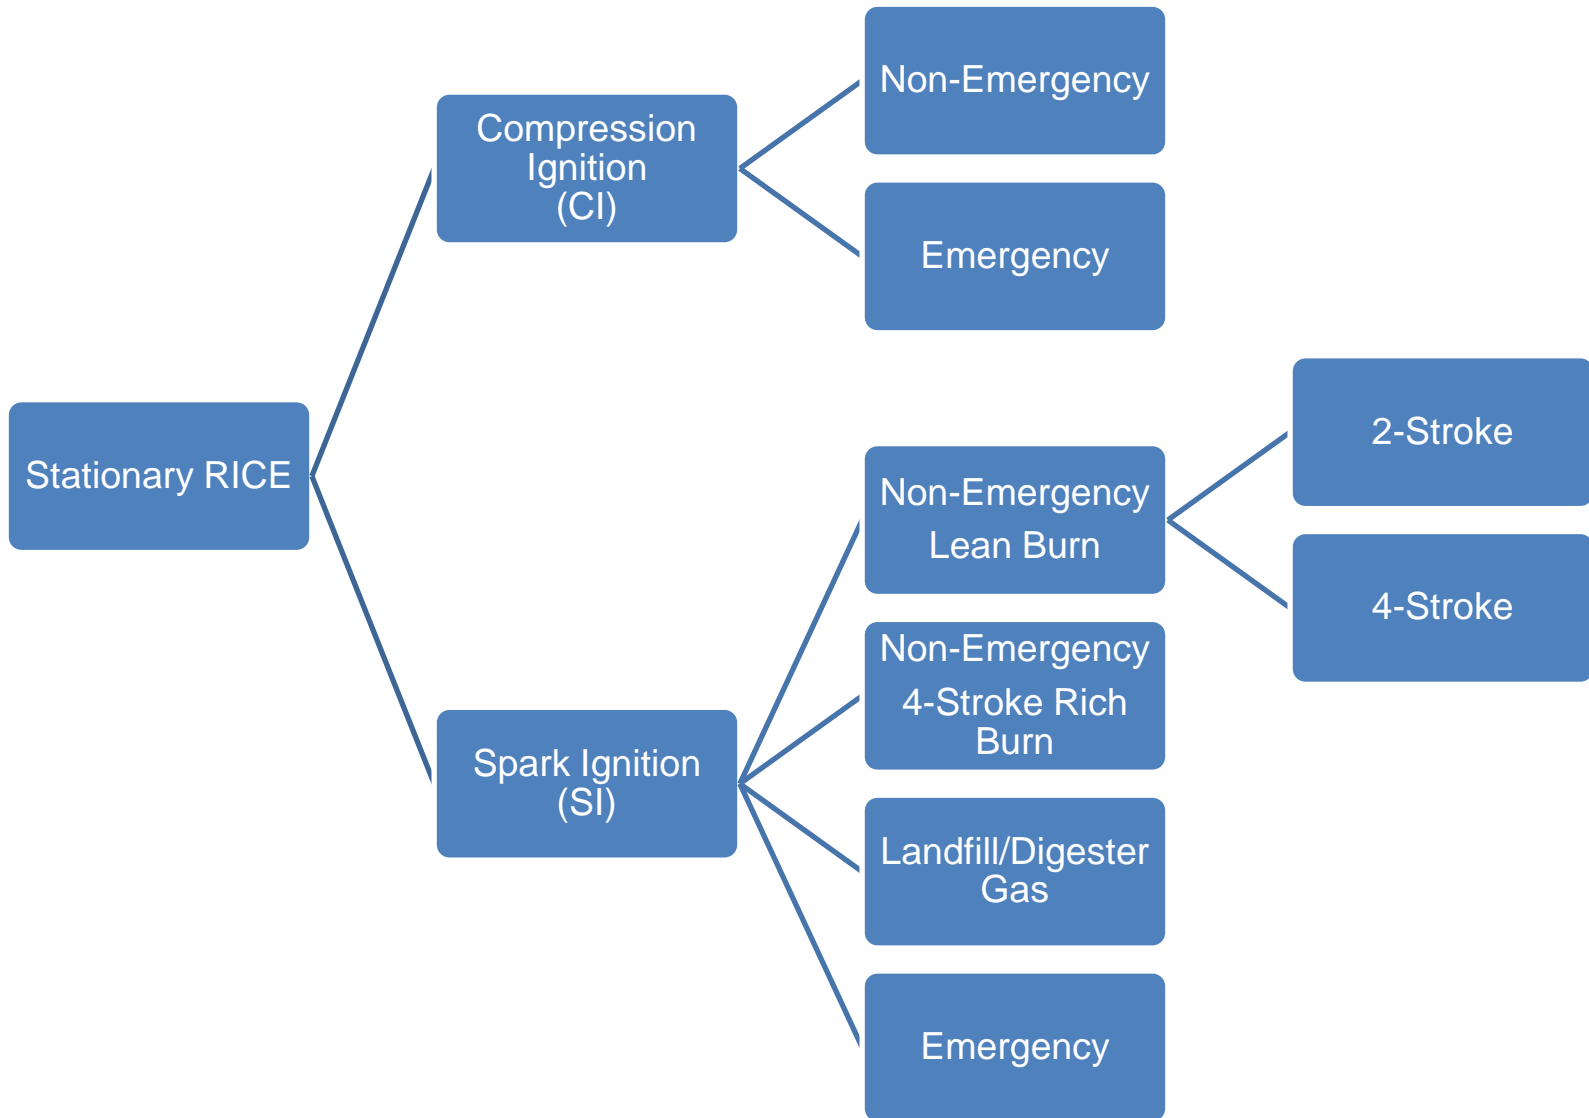 Stationary RICE
Compression
Ignition
(CI)
Non-Emergency
Emergency
Spark Ignition
(SI)
Non-Emergency
Lean Burn
2-Stroke
4-Stroke
Non-Emergency
4-Stroke Rich
Burn
Landfill/Digester
Gas
Emergency